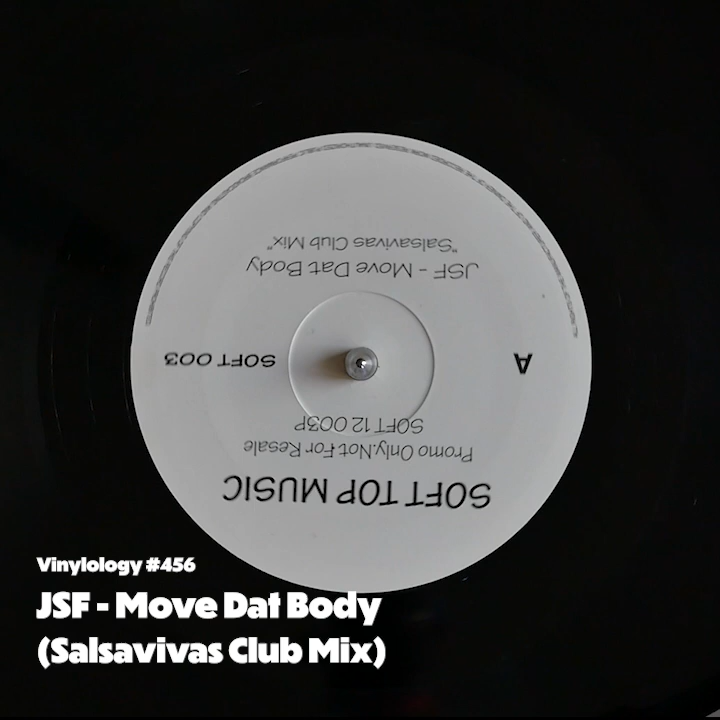 SOFT TOP MUSIC
Promo Only.Not For Resale
SOFT 12 003P
A
SOFT 003
JSF - Move Dat Body
"Salsavivas Club Mix"
Vinylology #456
JSF - Move Dat Body
(Salsavivas Club Mix)